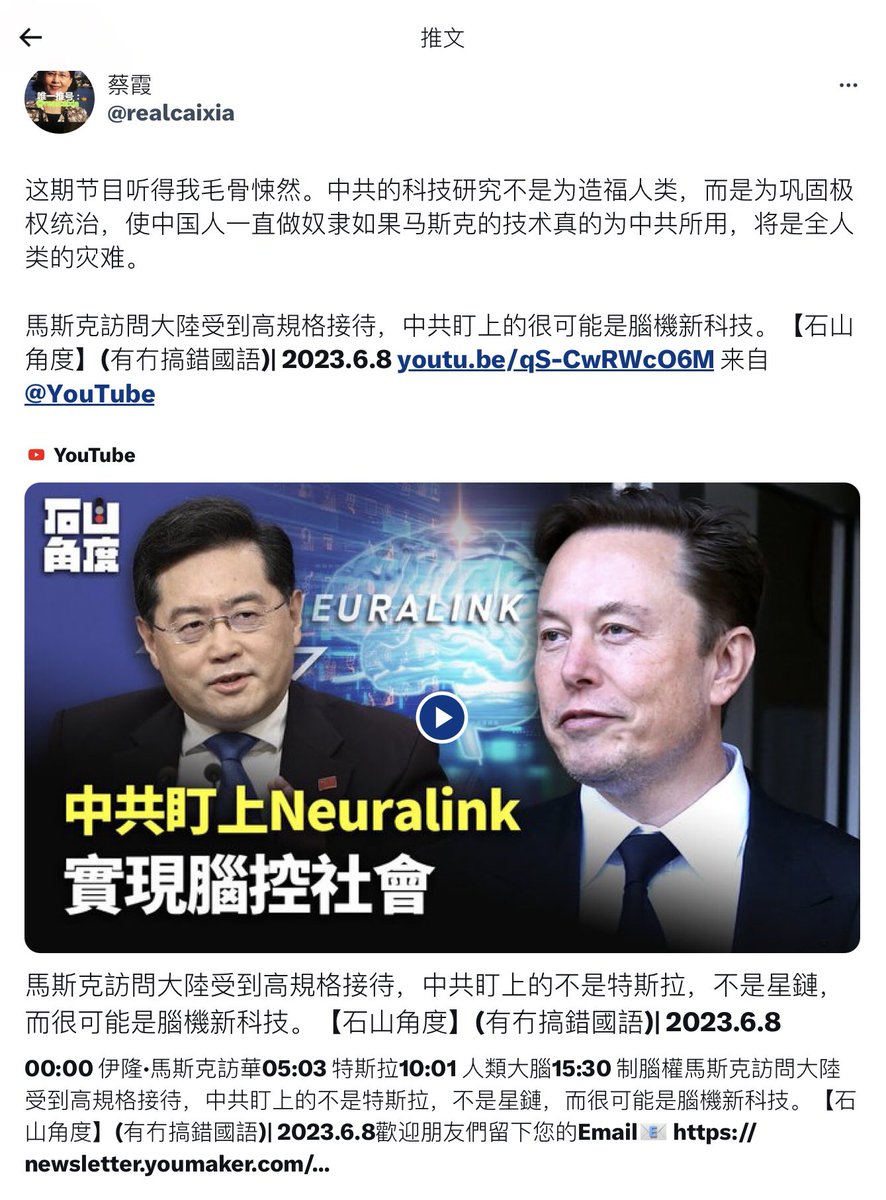 推文
蔡霞
@realcaixia
唯一推号：
@realcaixia
这期节目听得我毛骨悚然。中共的科技研究不是为造福人类，而是为巩固极
权统治，使中国人一直做奴隶如果马斯克的技术真的为中共所用，将是全人
类的灾难。
馬斯克訪問大陸受到高規格接待，中共盯上的很可能是腦機新科技。【石山
角度】(有冇搞錯國語)| 2023.6.8 youtu.be/qS-CwRWcO6M 来自
@YouTube
YouTube
石山
角度
EURALINK
中共盯上Neuralink
實現腦控社會
馬斯克訪問大陸受到高規格接待，中共盯上的不是特斯拉，不是星鏈，
而很可能是腦機新科技。【石山角度】(有冇搞錯國語)| 2023.6.8
00:00 伊隆•馬斯克訪華05:03 特斯拉10:01 人類大腦15:30 制腦權馬斯克訪問大陸
受到高規格接待，中共盯上的不是特斯拉，不是星鏈，而很可能是腦機新科技。【石
山角度】(有冇搞錯國語)| 2023.6.8歡迎朋友們留下您的Email📧 https://
newsletter.youmaker.com/...